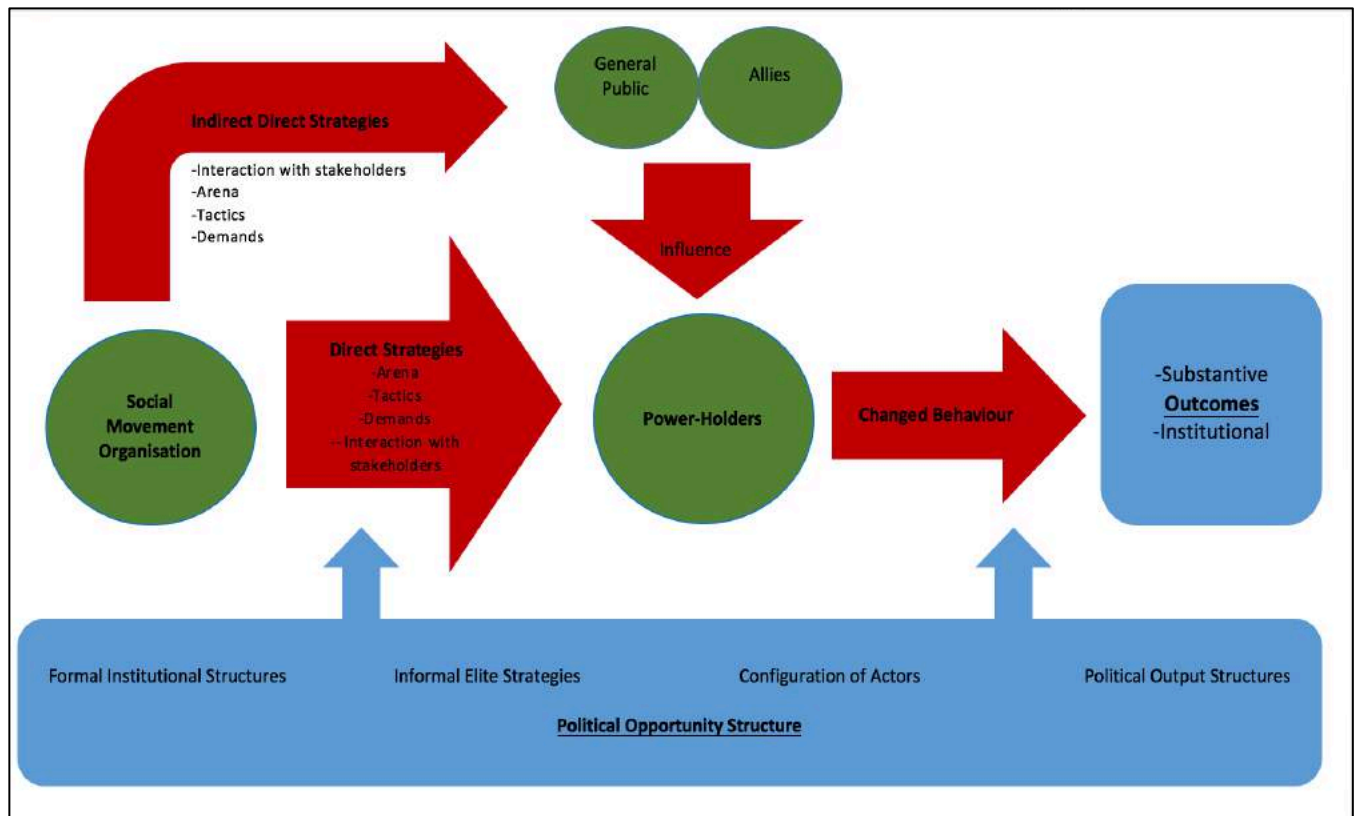 General
Public
Allies
Indirect Direct Strategies
-Interaction with stakeholders
-Arena
-Tactics
-Demands
Influence
Social
Movement
Organisation
Direct Strategies
-Arena
-Tactics
-Demands
--Interaction with
stakeholders
Power-Holders
Changed Behaviour
-Substantive
Outcomes
-Institutional
Formal Institutional Structures
Informal Elite Strategies
Configuration of Actors
Political Output Structures
Political Opportunity Structure